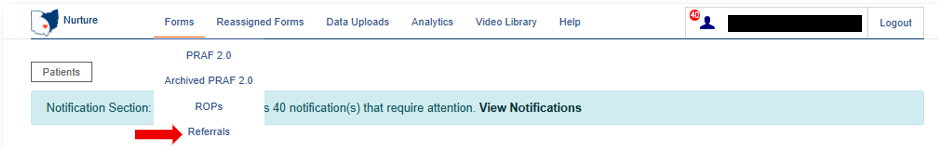 Nurture Forms Reassigned Forms Data Uploads Analytics Video Library Help 40 Logout
PRAF 2.0
Patients
Archived PRAF 2.0
Notification Section: s 40 notification(s) that require attention. View Notifications
ROPs
Referrals